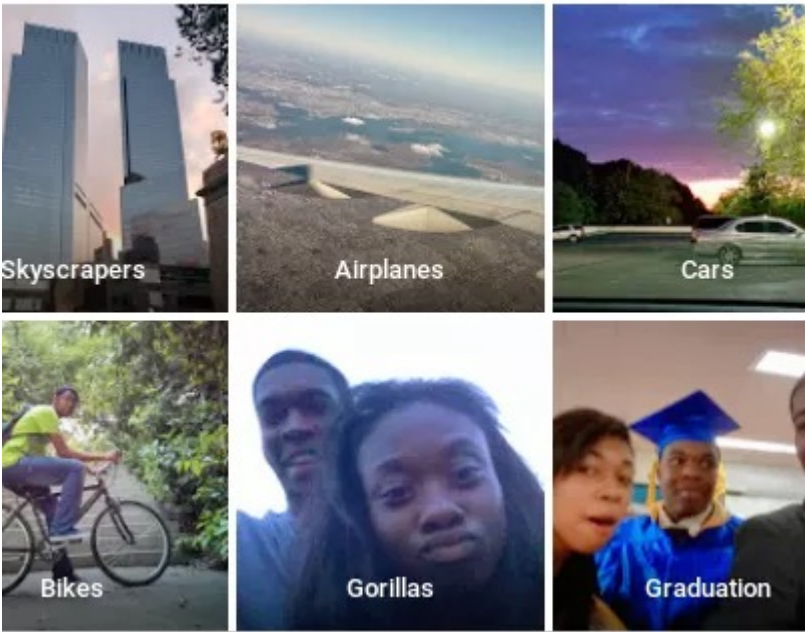 Skyscrapers
Airplanes
Cars
Bikes
Gorillas
Graduation